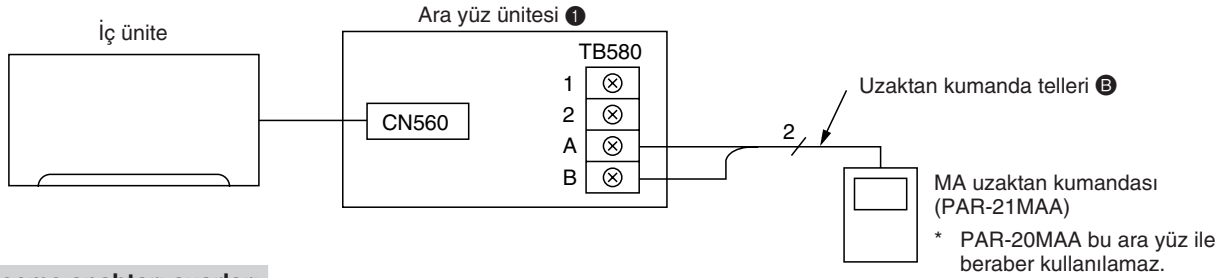 İç ünite
Ara yüz ünitesi ❶
TB580
1
2
A
B
CN560
2
Uzaktan kumanda telleri Ⓑ
MA uzaktan kumandası
(PAR-21MAA)
* PAR-20MAA bu ara yüz ile
beraber kullanılamaz.